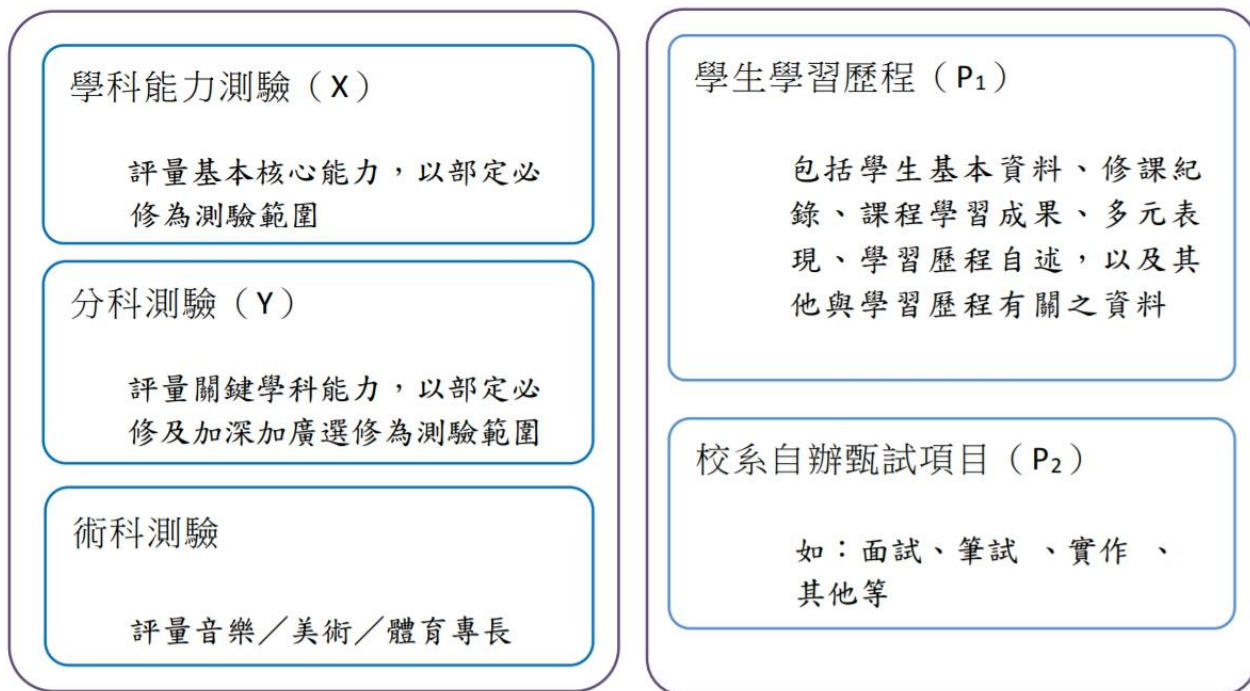 學科能力測驗（X）
評量基本核心能力，以部定必
修為測驗範圍
分科測驗（Y）
評量關鍵學科能力，以部定必
修及加深加廣選修為測驗範圍
術科測驗
評量音樂／美術／體育專長
學生學習歷程（P₁）
包括學生基本資料、修課紀
錄、課程學習成果、多元表
現、學習歷程自述，以及其
他與學習歷程有關之資料
校系自辦甄試項目（P₂）
如：面試、筆試 、實作 、
其他等